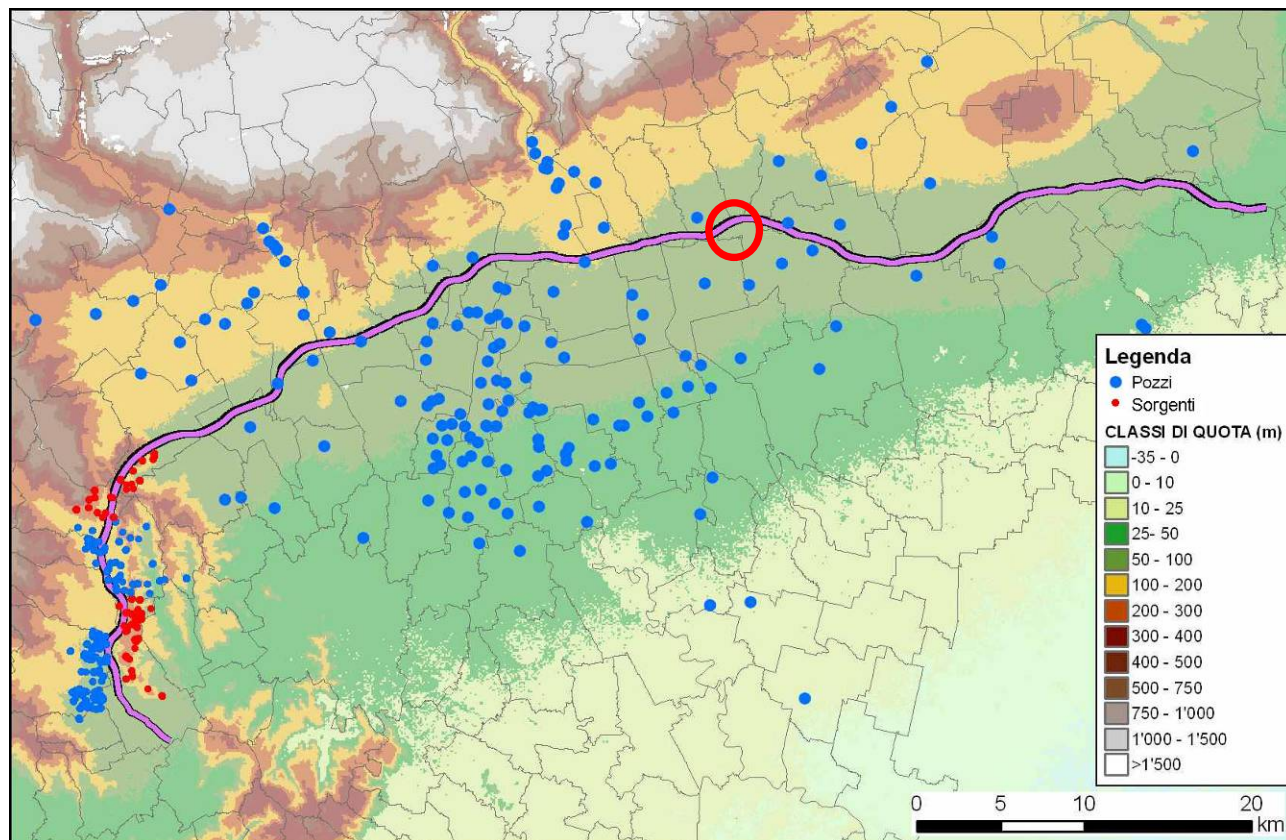 Legenda
Pozzi
Sorgenti
CLASSI DI QUOTA (m)
-35 - 0
0 - 10
10 - 25
25- 50
50 - 100
100 - 200
200 - 300
300 - 400
400 - 500
500 - 750
750 - 1'000
1'000 - 1'500
>1'500
0 5 10 20
km